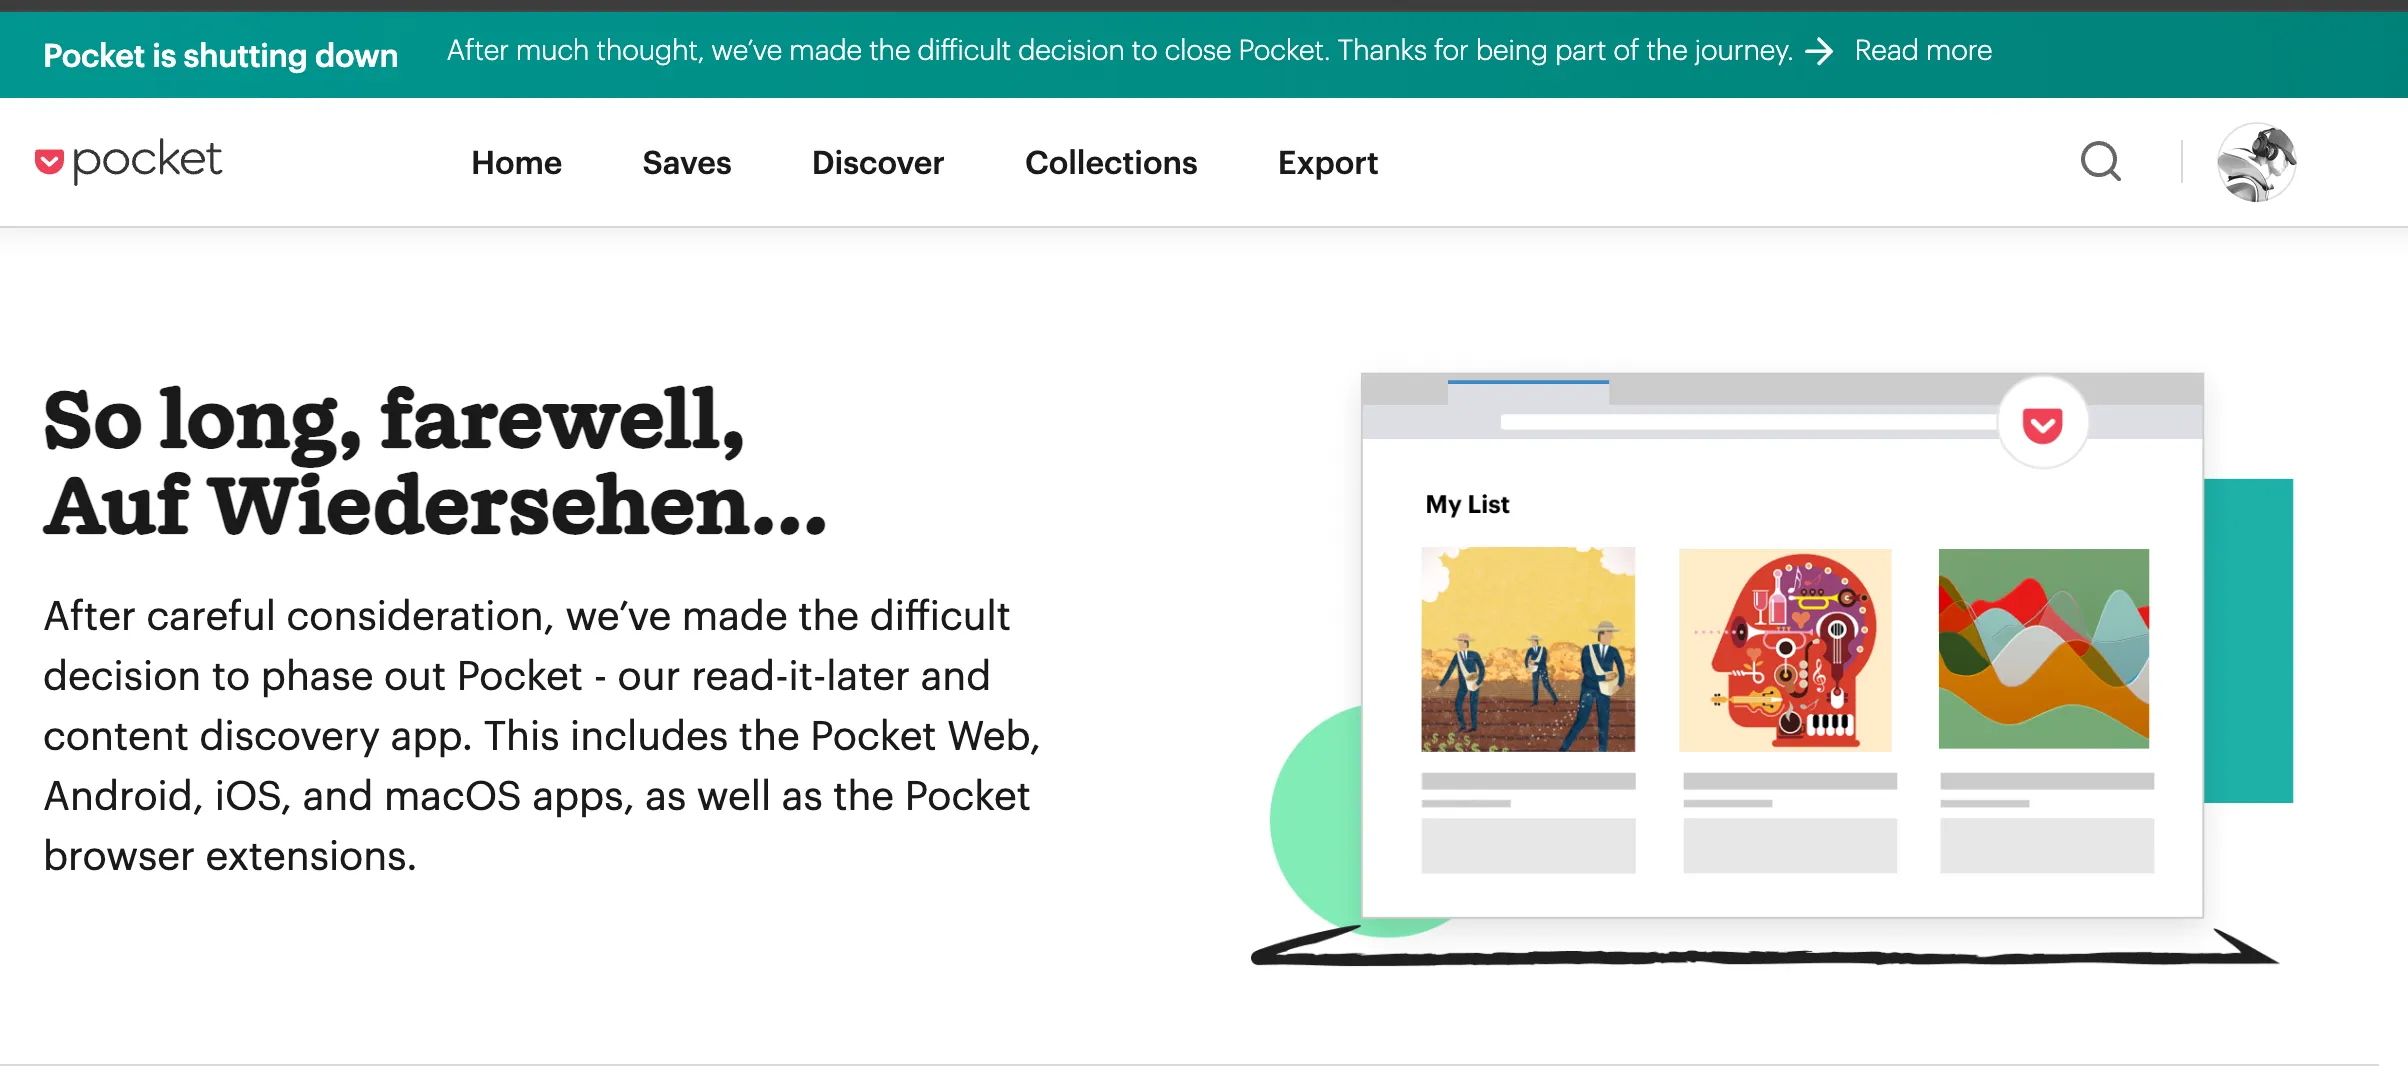 Pocket is shutting down
After much thought, we’ve made the difficult decision to close Pocket. Thanks for being part of the journey. → Read more
pocket
Home Saves Discover Collections Export
So long, farewell,
Auf Wiedersehen...
After careful consideration, we’ve made the difficult
decision to phase out Pocket - our read-it-later and
content discovery app. This includes the Pocket Web,
Android, iOS, and macOS apps, as well as the Pocket
browser extensions.
My List